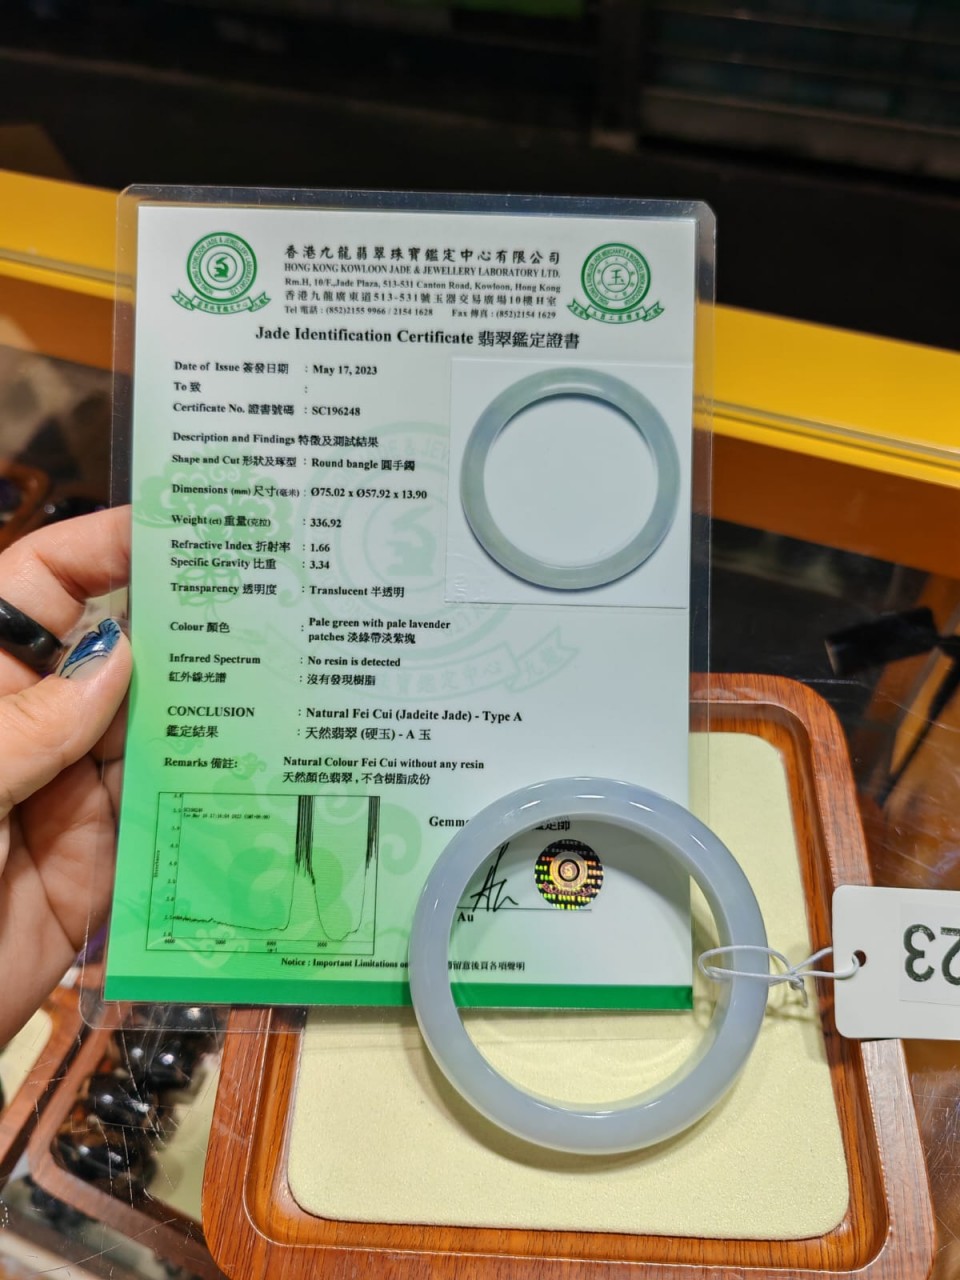 香港九龍翡翠珠寶鑑定中心有限公司
HONG KONG KOWLOON JADE & JEWELLERY LABORATORY LTD.
Rm.H, 10/F.,Jade Plaza, 513-531 Canton Road, Kowloon, Hong Kong
香港九龍廣東道513-531號玉器交易廣場10樓H室
Tel 電話 : (852)2155 9966 / 2154 1628 Fax 傳真 : (852)2154 1629
玉
Jade Identification Certificate 翡翠鑑定證書
Date of Issue 簽發日期 : May 17, 2023
To 致 :
Certificate No. 證書號碼 : SC196248
Description and Findings 特徵及測試結果
Shape and Cut 形狀及琢型 : Round bangle 圓手鐲
Dimensions (mm) 尺寸(毫米) : Ø75.02 x Ø57.92 x 13.90
Weight (ct) 重量(克拉) : 336.92
Refractive Index 折射率 : 1.66
Specific Gravity 比重 : 3.34
Transparency 透明度 : Translucent 半透明
Colour 顏色 : Pale green with pale lavender
patches 淡綠帶淡紫塊
Infrared Spectrum : No resin is detected
紅外線光譜 : 沒有發現樹脂
CONCLUSION : Natural Fei Cui (Jadeite Jade) - Type A
鑑定結果 : 天然翡翠 (硬玉) - A 玉
Remarks 備註: Natural Colour Fei Cui without any resin
天然顏色翡翠 , 不含樹脂成份
Gemmo
Au
Notice : Important Limitations on 留意後頁各項聲明
23